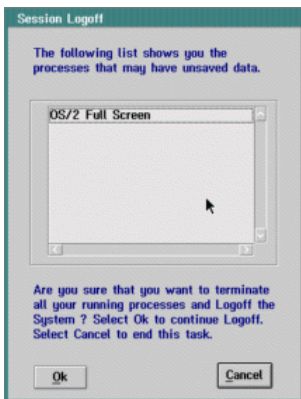 Session Logoff
The following list shows you the
processes that may have unsaved data.
OS/2 Full Screen
Are you sure that you want to terminate
all your running processes and Logoff the
System ? Select Ok to continue Logoff.
Select Cancel to end this task.
Ok
Cancel